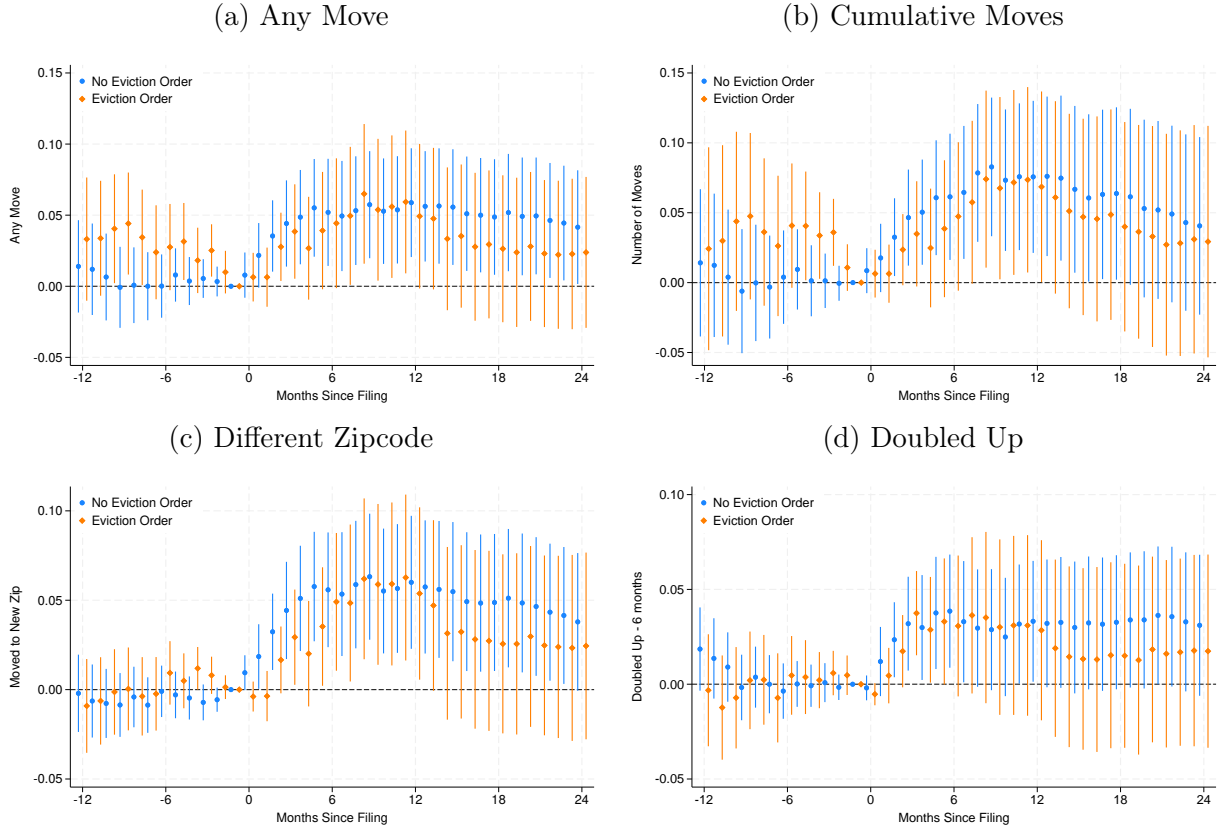 (a) Any Move
0.15
No Eviction Order
Eviction Order
0.10
0.05
0.00
-0.05
Any Move
-12 -6 0 6 12 18 24
Months Since Filing
(b) Cumulative Moves
0.15
No Eviction Order
Eviction Order
0.10
0.05
0.00
-0.05
Number of Moves
-12 -6 0 6 12 18 24
Months Since Filing
(c) Different Zipcode
No Eviction Order
Eviction Order
0.10
0.05
0.00
-0.05
Moved to New Zip
-12 -6 0 6 12 18 24
Months Since Filing
(d) Doubled Up
0.10
No Eviction Order
Eviction Order
0.05
0.00
-0.05
Doubled Up - 6 months
-12 -6 0 6 12 18 24
Months Since Filing